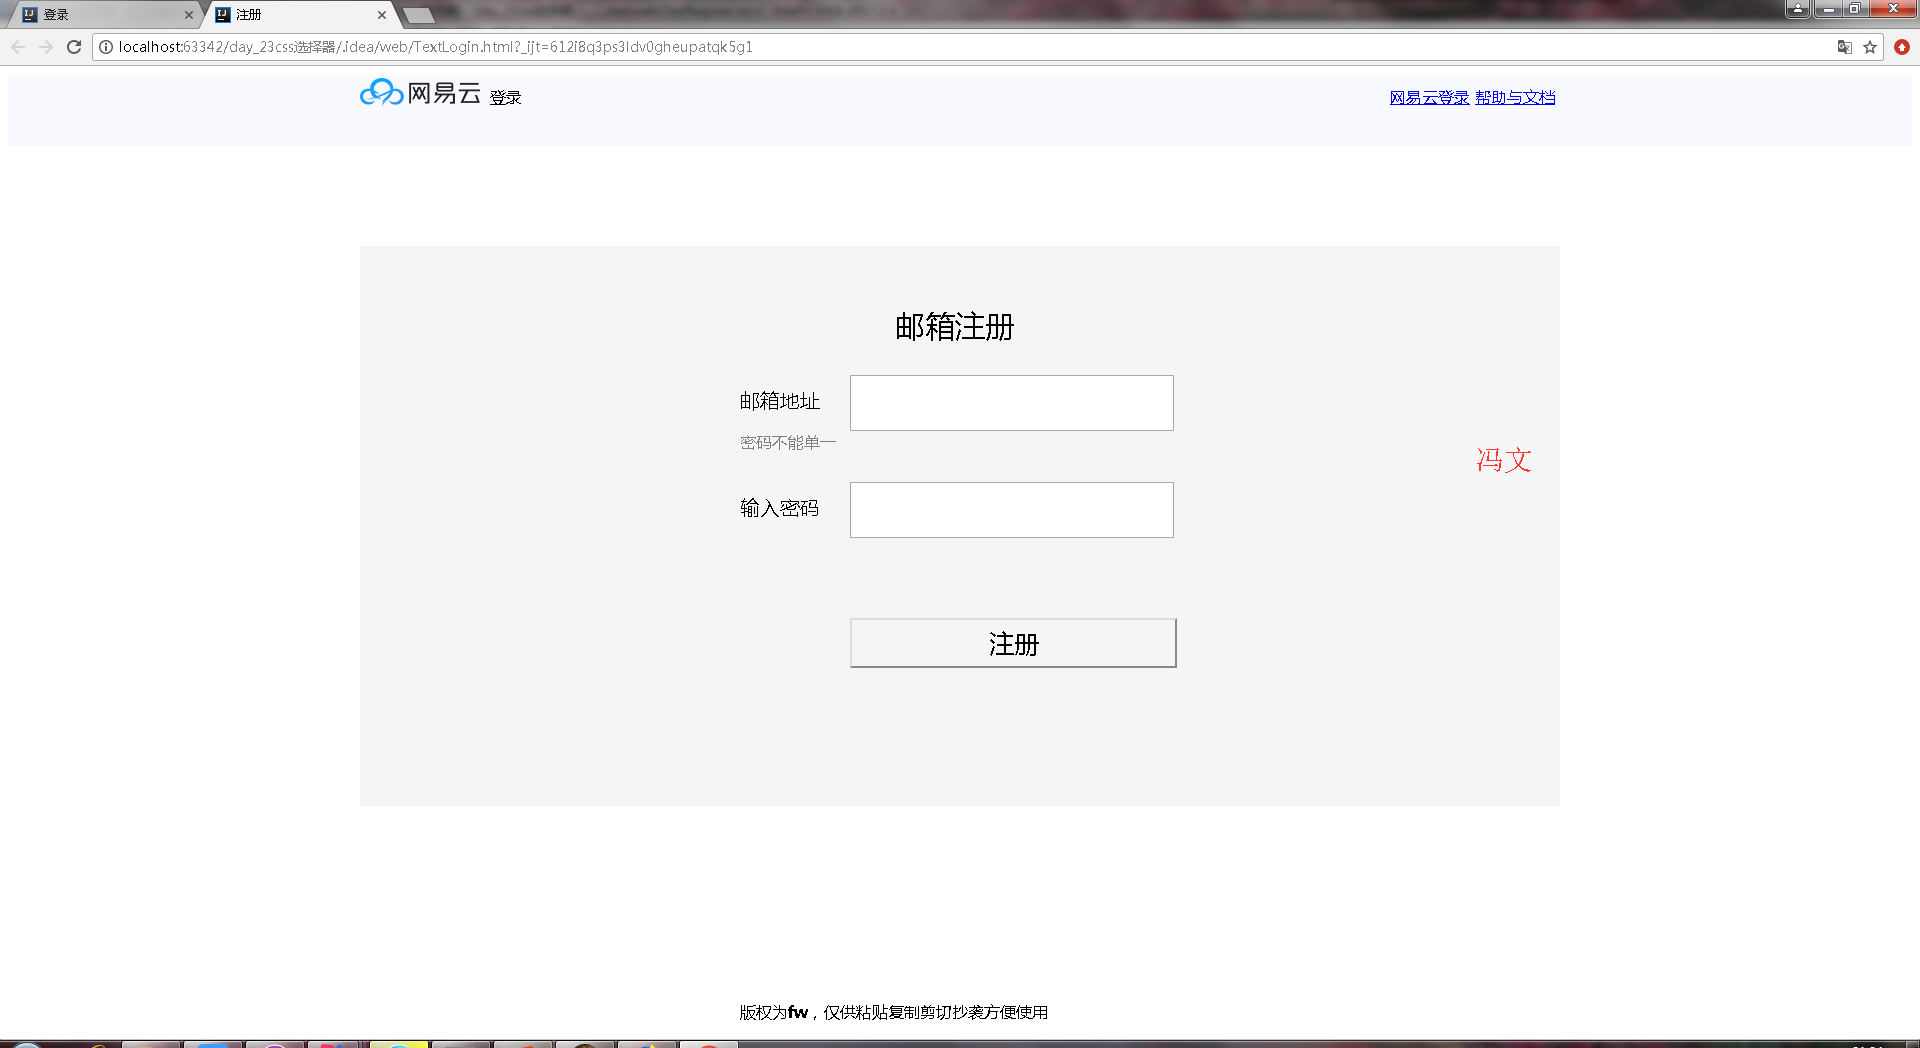 登录
注册
localhost:63342/day_23css选择器/.idea/web/TextLogin.html?_ijt=612i8q3ps3ldv0gheupatqk5g1
网易云 登录
网易云登录 帮助与文档
邮箱注册
邮箱地址
密码不能单一
冯文
输入密码
注册
版权为fw，仅供粘贴复制剪切抄袭方便使用